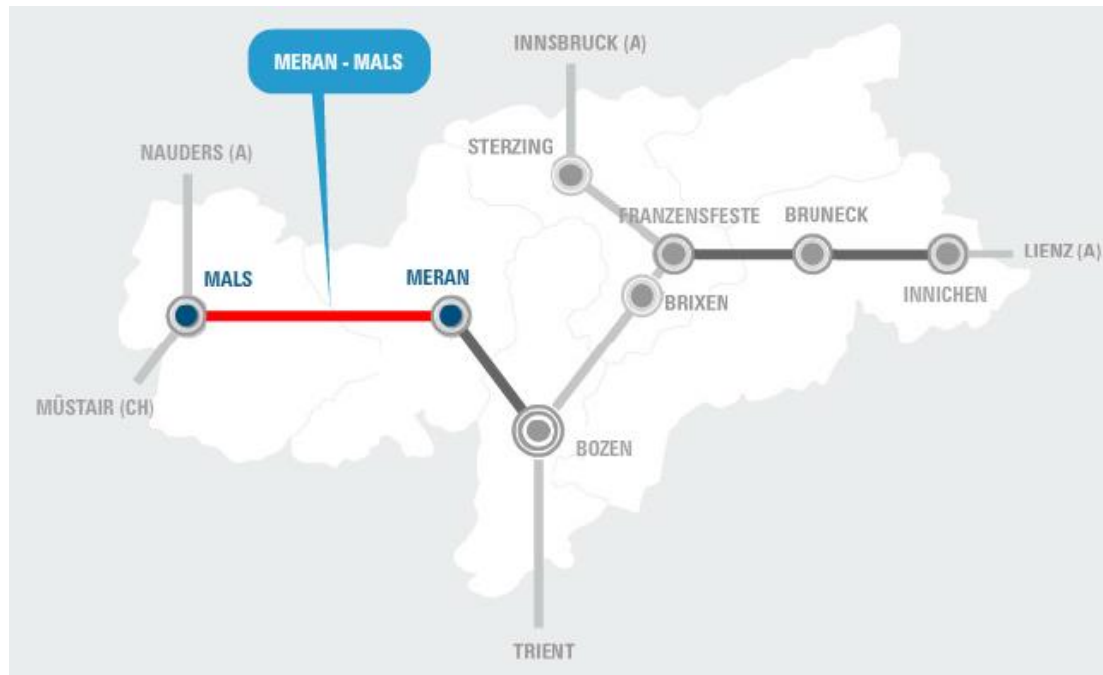 INNSBRUCK (A)
MERAN - MALS
STERZING
NAUDERS (A)
FRANZENSFESTE
BRUNECK
LIENZ (A)
MALS
MERAN
INNICHEN
BRIXEN
MÜSTAIR (CH)
BOZEN
TRIENT